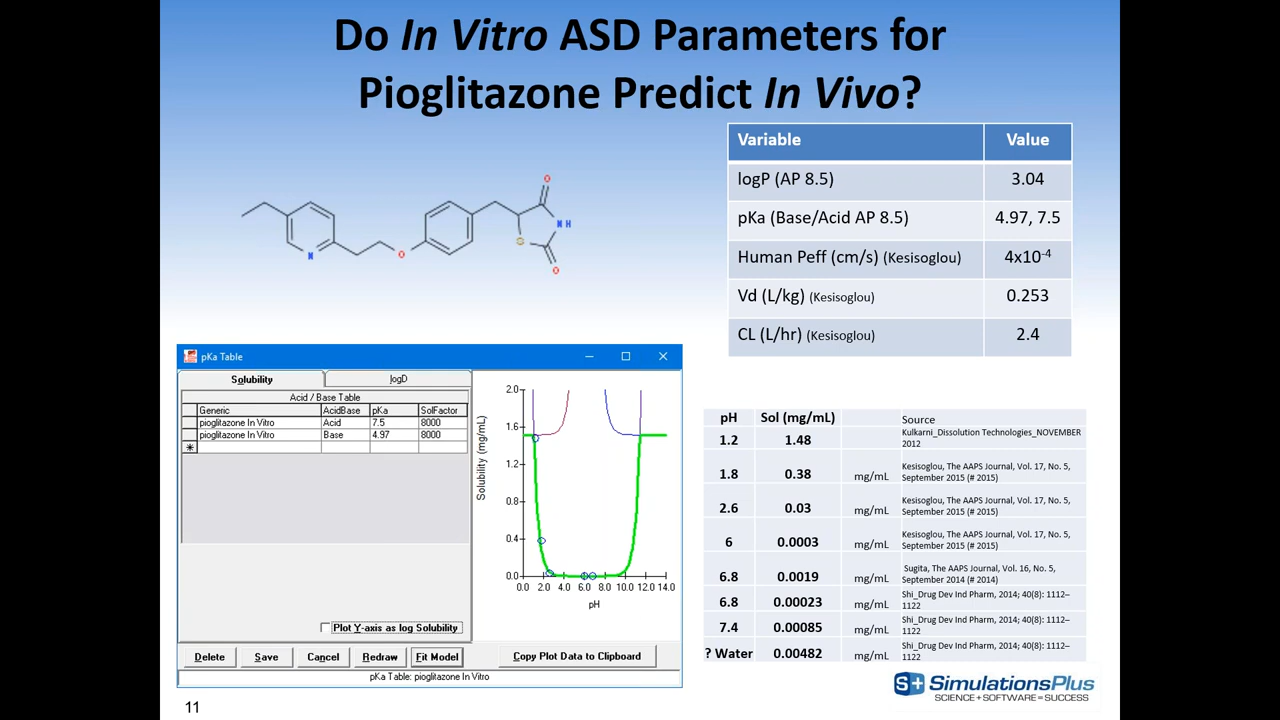 Do In Vitro ASD Parameters for
Pioglitazone Predict In Vivo?
O
NH
S
O
O
N
Variable Value
logP (AP 8.5) 3.04
pKa (Base/Acid AP 8.5) 4.97, 7.5
Human Peff (cm/s) (Kesisoglou) 4x10⁻⁴
Vd (L/kg) (Kesisoglou) 0.253
CL (L/hr) (Kesisoglou) 2.4
pKa Table
Solubility logD
Acid / Base Table
Generic AcidBase pKa SolFactor
pioglitazone In Vitro Acid 7.5 8000
pioglitazone In Vitro Base 4.97 8000
*
Plot Y-axis as log Solubility
Solubility (mg/mL)
2.0
1.6
1.2
0.8
0.4
0.0
0.0 2.0 4.0 6.0 8.0 10.0 12.0 14.0
pH
Delete Save Cancel Redraw Fit Model Copy Plot Data to Clipboard
pKa Table: pioglitazone In Vitro
pH Sol (mg/mL) Source
1.2 1.48 Kulkarni_Dissolution Technologies_NOVEMBER
2012
1.8 0.38 mg/mL Kesisoglou, The AAPS Journal, Vol. 17, No. 5,
September 2015 (# 2015)
2.6 0.03 mg/mL Kesisoglou, The AAPS Journal, Vol. 17, No. 5,
September 2015 (# 2015)
6 0.0003 mg/mL Kesisoglou, The AAPS Journal, Vol. 17, No. 5,
September 2015 (# 2015)
6.8 0.0019 mg/mL Sugita, The AAPS Journal, Vol. 16, No. 5,
September 2014 (# 2014)
6.8 0.00023 mg/mL Shi_Drug Dev Ind Pharm, 2014; 40(8): 1112–
1122
7.4 0.00085 mg/mL Shi_Drug Dev Ind Pharm, 2014; 40(8): 1112–
1122
? Water 0.00482 mg/mL Shi_Drug Dev Ind Pharm, 2014; 40(8): 1112–
1122
S+ SimulationsPlus
SCIENCE + SOFTWARE = SUCCESS
11